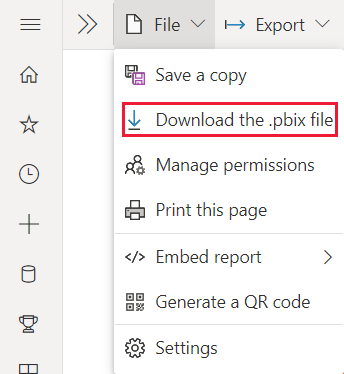 File Export
Save a copy
Download the .pbix file
Manage permissions
Print this page
Embed report
Generate a QR code
Settings